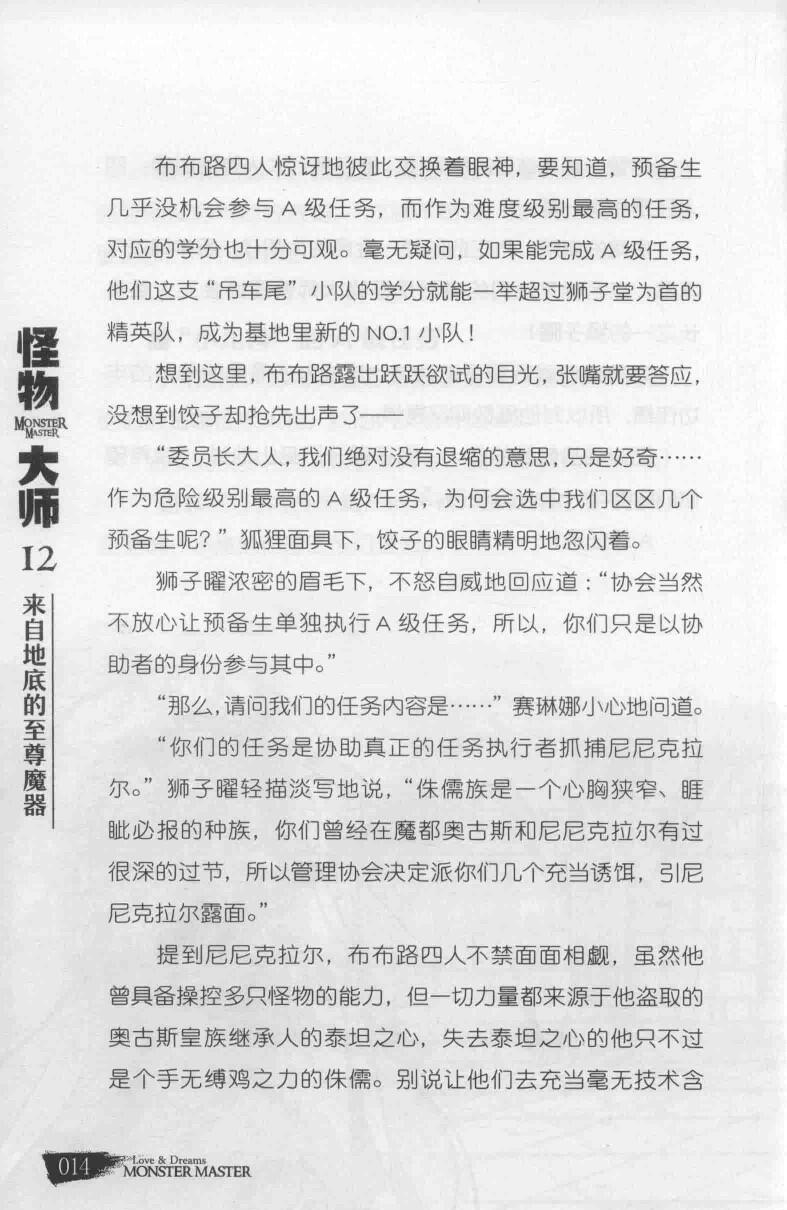 布布路四人惊讶地彼此交换着眼神，要知道，预备生
几乎没机会参与 A 级任务，而作为难度级别最高的任务，
对应的学分也十分可观。毫无疑问，如果能完成 A 级任务，
他们这支“吊车尾”小队的学分就能一举超过狮子堂为首的
精英队，成为基地里新的 NO.1 小队！
想到这里，布布路露出跃跃欲试的目光，张嘴就要答应，
没想到饺子却抢先出声了——
“委员长大人，我们绝对没有退缩的意思，只是好奇……
作为危险级别最高的 A 级任务，为何会选中我们区区几个
预备生呢？”狐狸面具下，饺子的眼睛精明地忽闪着。
狮子曜浓密的眉毛下，不怒自威地回应道：“协会当然
不放心让预备生单独执行 A 级任务，所以，你们只是以协
助者的身份参与其中。”
“那么，请问我们的任务内容是……”赛琳娜小心地问道。
“你们的任务是协助真正的任务执行者抓捕尼尼克拉
尔。”狮子曜轻描淡写地说，“侏儒族是一个心胸狭窄、睚
眦必报的种族，你们曾经在魔都奥古斯和尼尼克拉尔有过
很深的过节，所以管理协会决定派你们几个充当诱饵，引尼
尼克拉尔露面。”
提到尼尼克拉尔，布布路四人不禁面面相觑，虽然他
曾具备操控多只怪物的能力，但一切力量都来源于他盗取的
奥古斯皇族继承人的泰坦之心，失去泰坦之心的他只不过
是个手无缚鸡之力的侏儒。别说让他们去充当毫无技术含
怪物
MONSTER
MASTER
大师
12
来自地底的至尊魔器
014
Love & Dreams
MONSTER MASTER